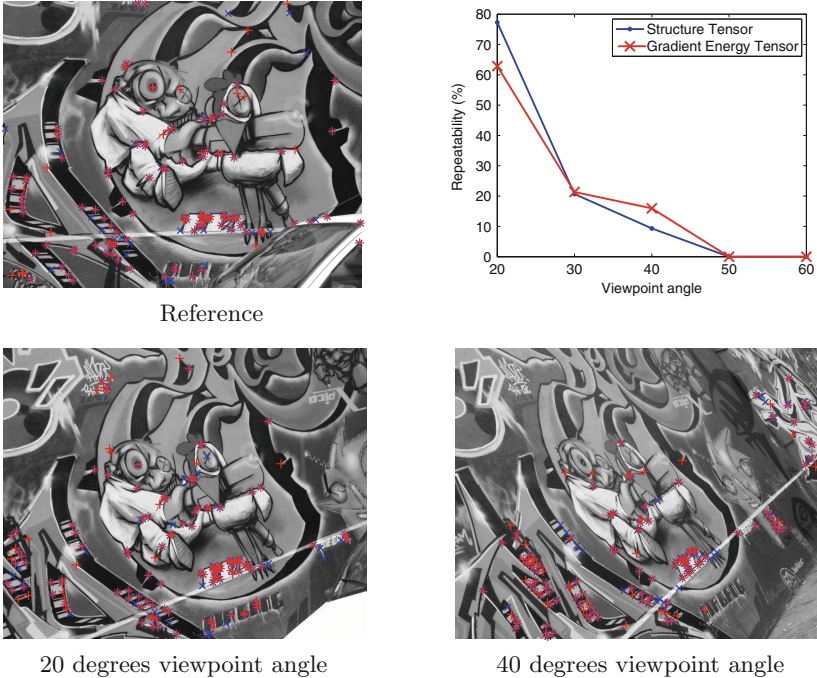 80
70
60
50
40
30
20
10
0
Repeatability (%)
Structure Tensor
Gradient Energy Tensor
20 30 40 50 60
Viewpoint angle
Reference
PICO
20 degrees viewpoint angle
40 degrees viewpoint angle